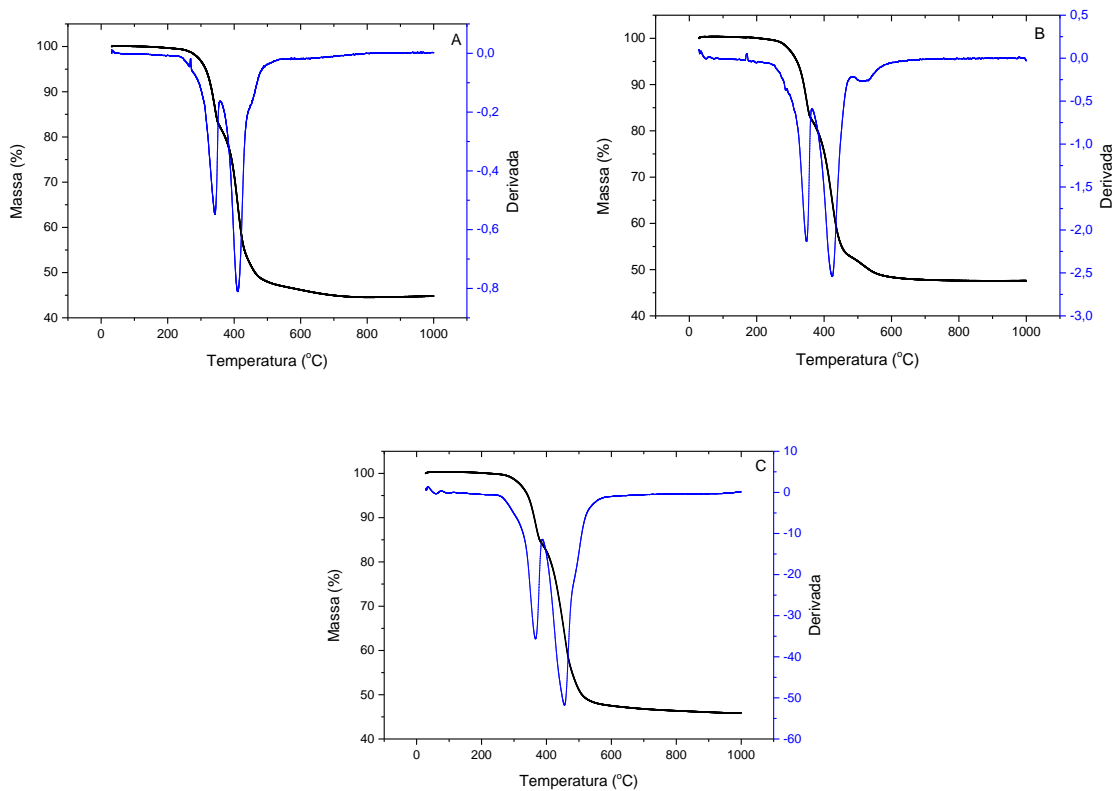 A
100
90
80
70
60
50
40
0,0
-0,2
-0,4
-0,6
-0,8
0 200 400 600 800 1000
Massa (%)
Derivada
Temperatura (°C)
B
100
90
80
70
60
50
40
0,5
0,0
-0,5
-1,0
-1,5
-2,0
-2,5
-3,0
0 200 400 600 800 1000
Massa (%)
Derivada
Temperatura (°C)
C
100
90
80
70
60
50
40
10
0
-10
-20
-30
-40
-50
-60
0 200 400 600 800 1000
Massa (%)
Derivada
Temperatura (°C)